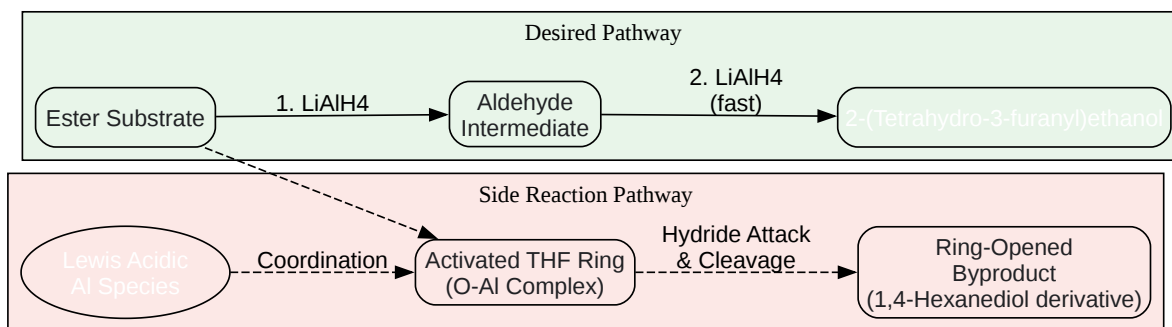 Desired Pathway
Ester Substrate
1. LiAlH4
Aldehyde
Intermediate
2. LiAlH4
(fast)
2-(Tetrahydro-3-furanyl)ethanol
Side Reaction Pathway
Lewis Acidic
Al Species
Coordination
Activated THF Ring
(O-Al Complex)
Hydride Attack
& Cleavage
Ring-Opened
Byproduct
(1,4-Hexanediol derivative)